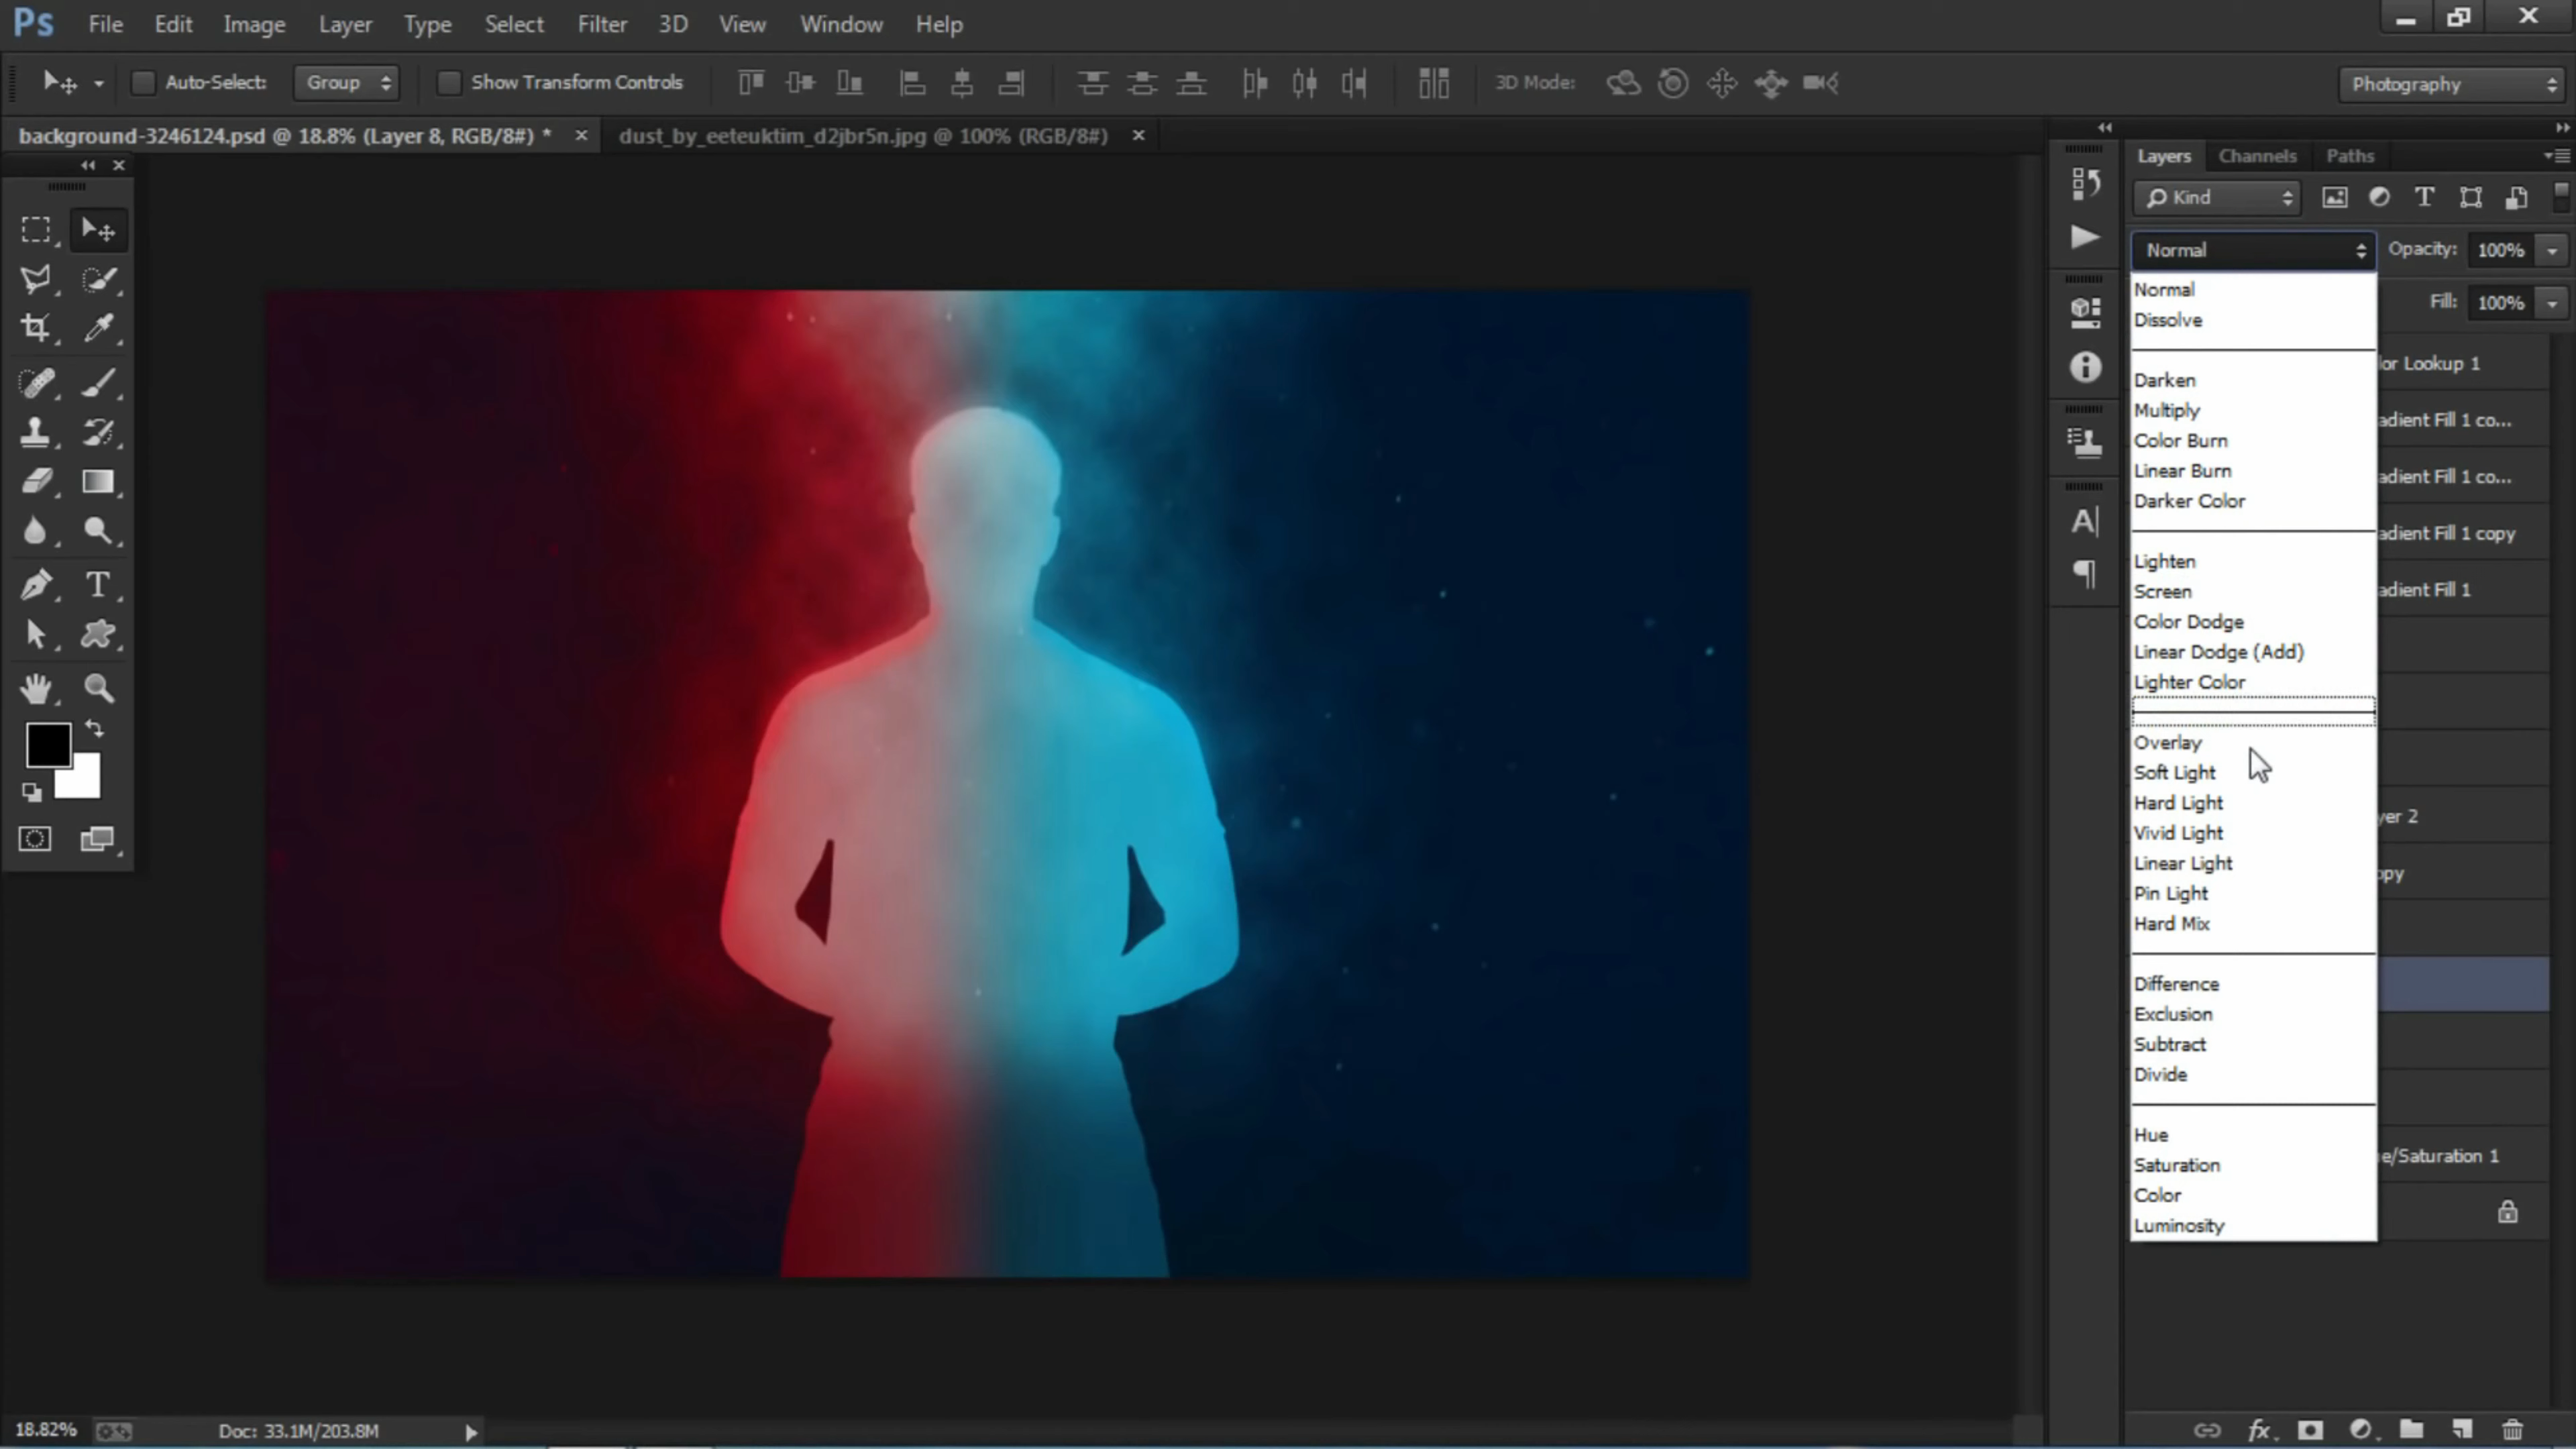 Ps File Edit Image Layer Type Select Filter 3D View Window Help
Auto-Select: Group Show Transform Controls 3D Mode: Photography
background-3246124.psd @ 18.8% (Layer 8, RGB/8#) * × dust_by_eeteuktim_d2jbr5n.jpg @ 100% (RGB/8#) ×
Layers Channels Paths
Kind
Normal Opacity: 100%
Normal
Fill: 100%
Dissolve
lor Lookup 1
Darken
Multiply
adient Fill 1 co...
Color Burn
Linear Burn
adient Fill 1 co...
Darker Color
adient Fill 1 copy
Lighten
Screen
adient Fill 1
Color Dodge
Linear Dodge (Add)
Lighter Color
Overlay
Soft Light
Hard Light
yer 2
Vivid Light
Linear Light
opy
Pin Light
Hard Mix
Difference
Exclusion
Subtract
Divide
Hue
Saturation
e/Saturation 1
Color
Luminosity
18.82% Doc: 33.1M/203.8M